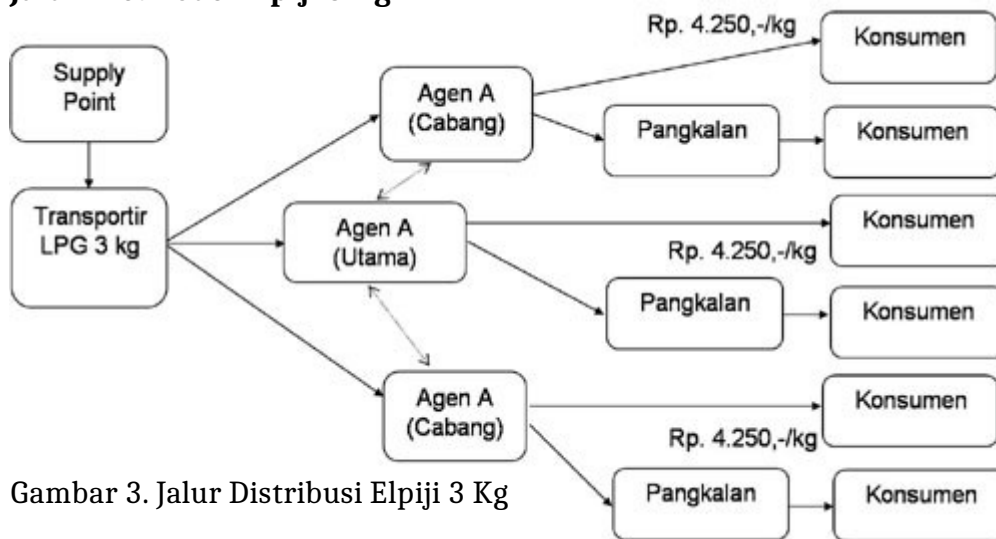 Rp. 4.250,-/kg
Konsumen
Supply
Point
Agen A
(Cabang)
Pangkalan
Konsumen
Transportir
LPG 3 kg
Agen A
(Utama)
Konsumen
Rp. 4.250,-/kg
Pangkalan
Konsumen
Agen A
(Cabang)
Konsumen
Rp. 4.250,-/kg
Pangkalan
Konsumen
Gambar 3. Jalur Distribusi Elpiji 3 Kg